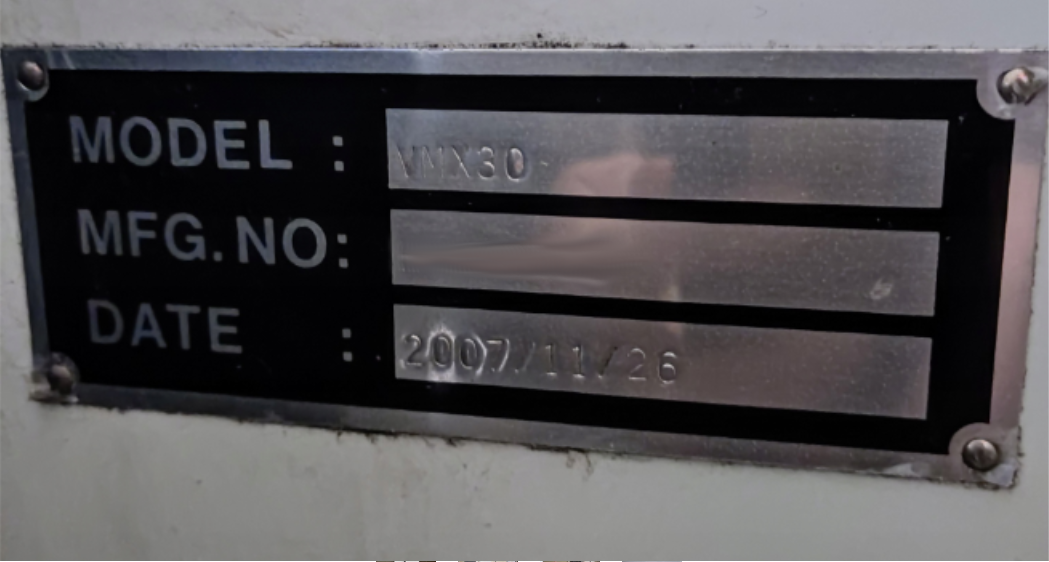 MODEL : VMX30
MFG.NO:
DATE : 2007/11/26